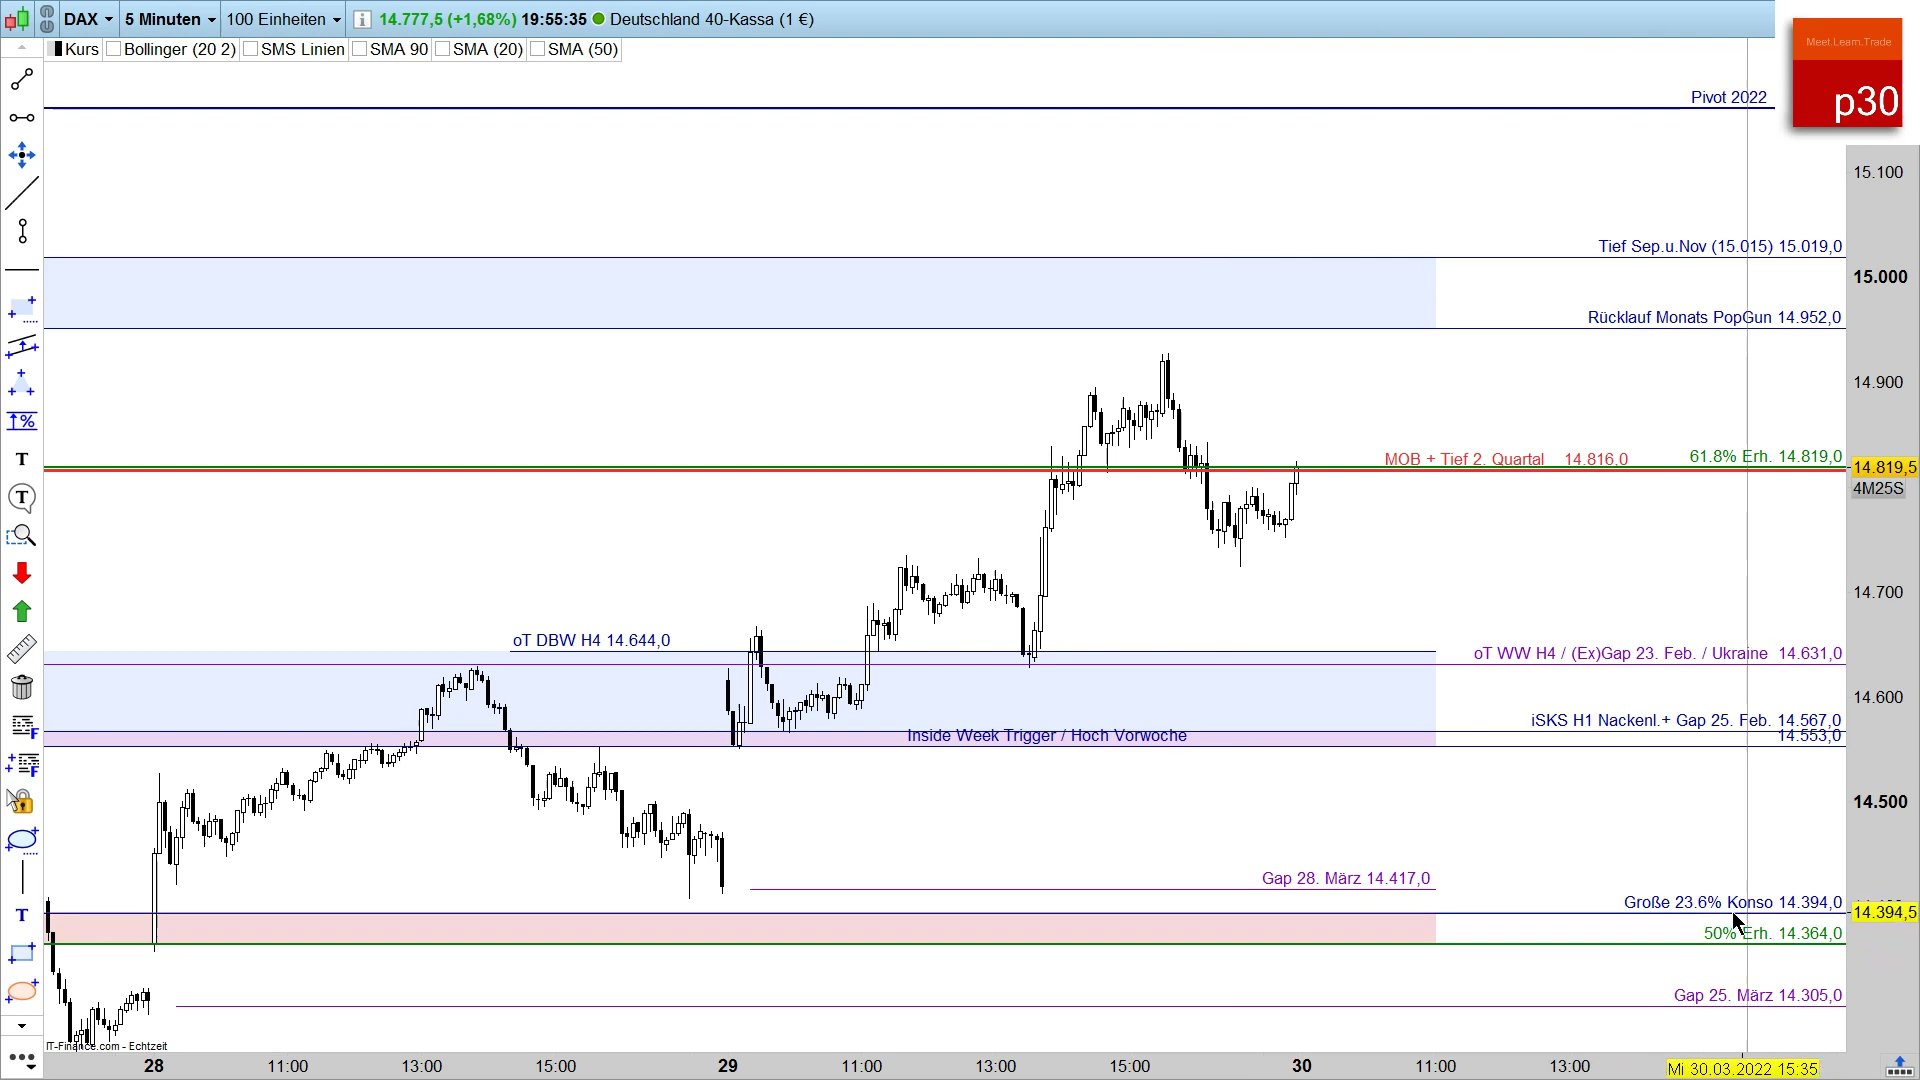 DAX 5 Minuten 100 Einheiten 14.777,5 (+1,68%) 19:55:35 Deutschland 40-Kassa (1 €)
Meet.Learn.Trade
p30
Kurs Bollinger (20 2) SMS Linien SMA 90 SMA (20) SMA (50)
Pivot 2022
15.100
Tief Sep.u.Nov (15.015) 15.019,0
15.000
Rücklauf Monats PopGun 14.952,0
14.900
MOB + Tief 2. Quartal 14.816,0 61.8% Erh. 14.819,0
14.819,5
4M25S
14.700
oT DBW H4 14.644,0
oT WW H4 / (Ex)Gap 23. Feb. / Ukraine 14.631,0
14.600
iSKS H1 Nackenl.+ Gap 25. Feb. 14.567,0
Inside Week Trigger / Hoch Vorwoche 14.553,0
14.500
Gap 28. März 14.417,0
Große 23.6% Konso 14.394,0
14.394,5
50% Erh. 14.364,0
Gap 25. März 14.305,0
IT-Finance.com - Echtzeit
28 11:00 13:00 15:00 29 11:00 13:00 15:00 30 11:00 13:00 Mi 30.03.2022 15:35